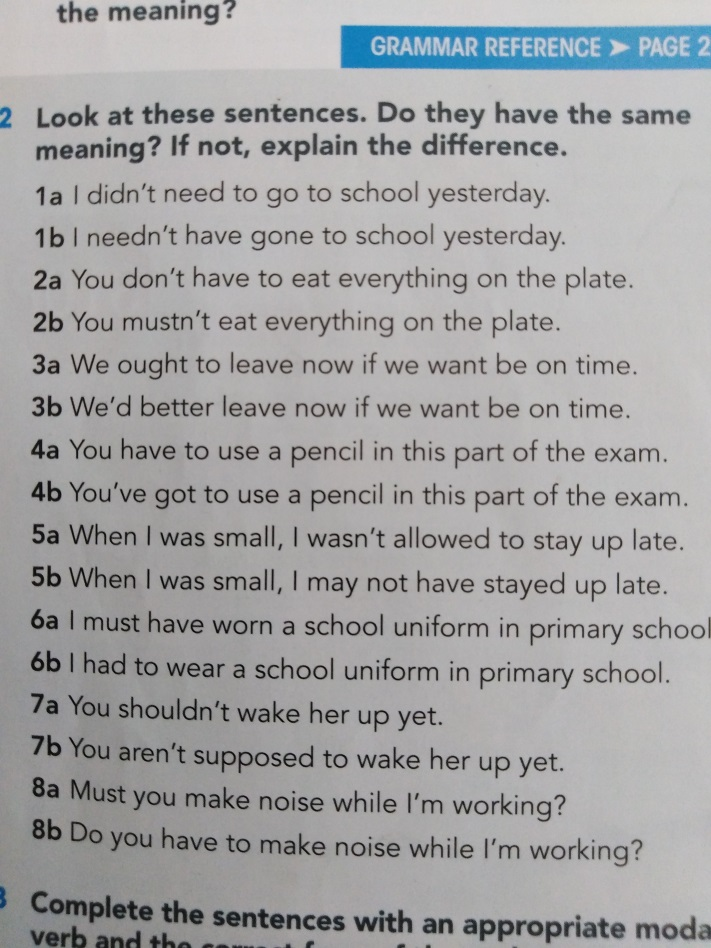 the meaning?
GRAMMAR REFERENCE ➤ PAGE 2
2 Look at these sentences. Do they have the same
meaning? If not, explain the difference.
1a I didn't need to go to school yesterday.
1b I needn't have gone to school yesterday.
2a You don't have to eat everything on the plate.
2b You mustn't eat everything on the plate.
3a We ought to leave now if we want be on time.
3b We'd better leave now if we want be on time.
4a You have to use a pencil in this part of the exam.
4b You've got to use a pencil in this part of the exam.
5a When I was small, I wasn't allowed to stay up late.
5b When I was small, I may not have stayed up late.
6a I must have worn a school uniform in primary school
6b I had to wear a school uniform in primary school.
7a You shouldn't wake her up yet.
7b You aren't supposed to wake her up yet.
8a Must you make noise while I'm working?
8b Do you have to make noise while I'm working?
3 Complete the sentences with an appropriate moda
verb and the